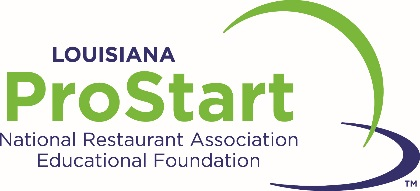 LOUISIANA
ProStart
National Restaurant Association
Educational Foundation
TM